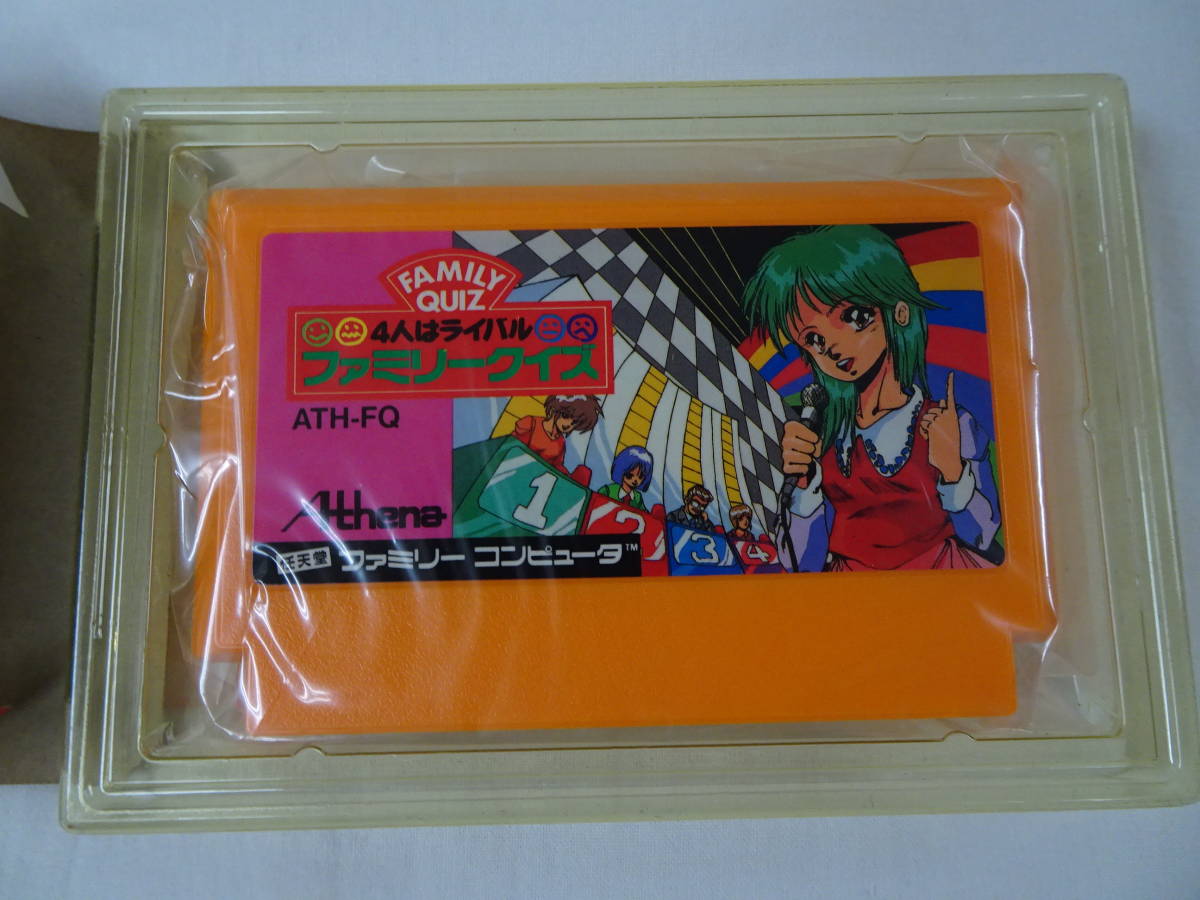 FAMILY
QUIZ
4人はライバル
ファミリークイズ
ATH-FQ
Athena
任天堂 ファミリー コンピュータ™
1
2
3
4